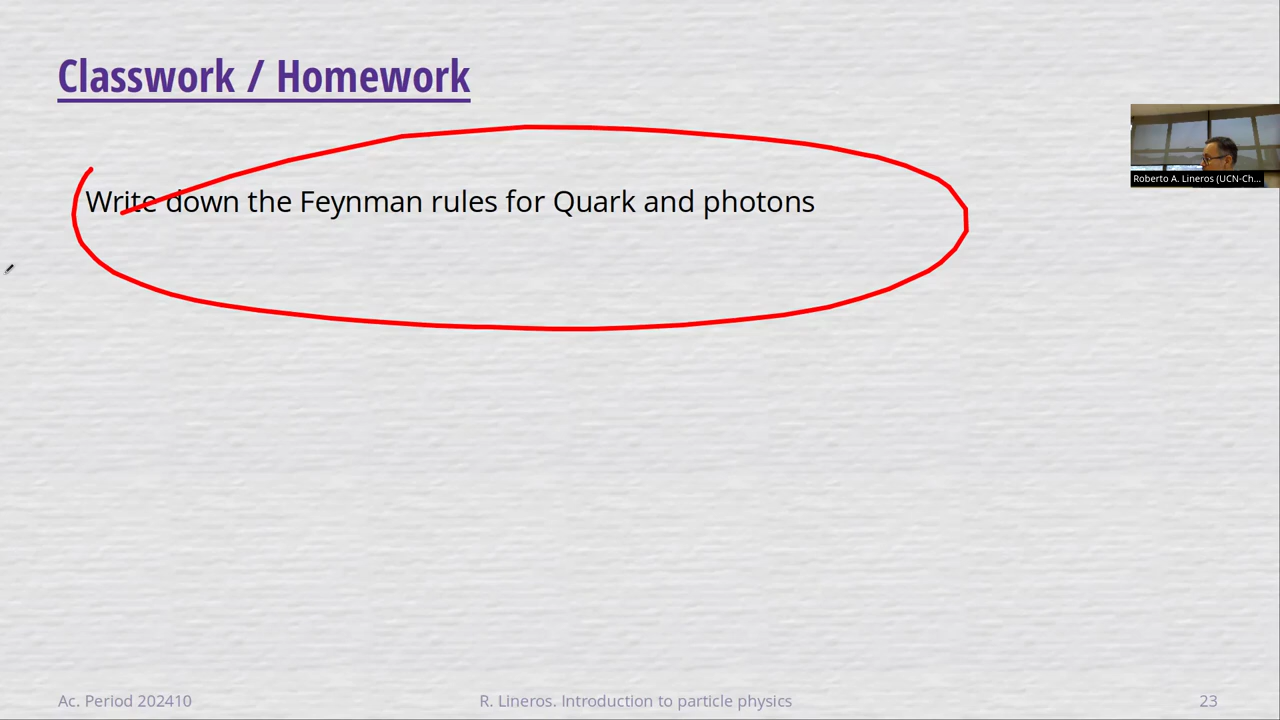 Classwork / Homework
Write down the Feynman rules for Quark and photons
Roberto A. Lineros (UCN-Ch...
Ac. Period 202410
R. Lineros. Introduction to particle physics
23